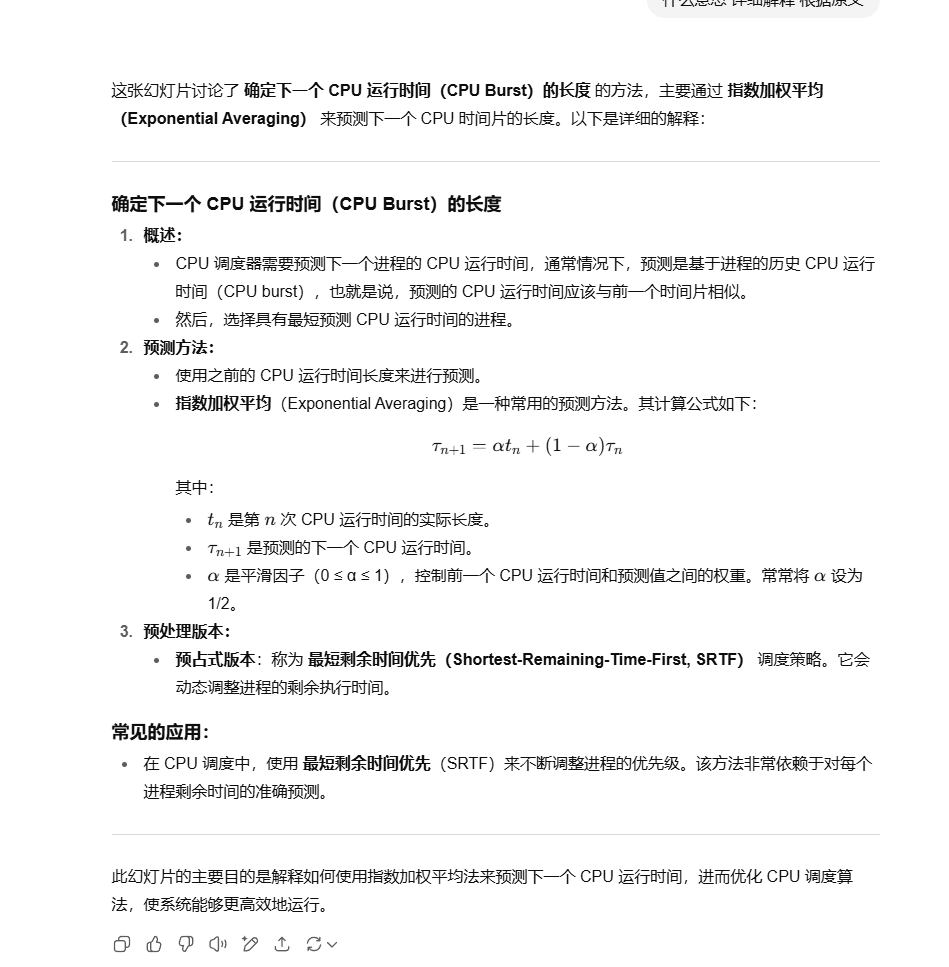 什么意思 详细解释 根据原文
这张幻灯片讨论了 确定下一个 CPU 运行时间（CPU Burst）的长度 的方法，主要通过 指数加权平均
（Exponential Averaging） 来预测下一个 CPU 时间片的长度。以下是详细的解释：
确定下一个 CPU 运行时间（CPU Burst）的长度
1. 概述：
• CPU 调度器需要预测下一个进程的 CPU 运行时间，通常情况下，预测是基于进程的历史 CPU 运行
时间（CPU burst），也就是说，预测的 CPU 运行时间应该与前一个时间片相似。
• 然后，选择具有最短预测 CPU 运行时间的进程。
2. 预测方法：
• 使用之前的 CPU 运行时间长度来进行预测。
• 指数加权平均（Exponential Averaging）是一种常用的预测方法。其计算公式如下：
τn+1 = αtn + (1 − α)τn
其中：
• tn 是第 n 次 CPU 运行时间的实际长度。
• τn+1 是预测的下一个 CPU 运行时间。
• α 是平滑因子（0 ≤ α ≤ 1），控制前一个 CPU 运行时间和预测值之间的权重。常常将 α 设为
1/2。
3. 预处理版本：
• 预占式版本：称为 最短剩余时间优先（Shortest-Remaining-Time-First, SRTF） 调度策略。它会
动态调整进程的剩余执行时间。
常见的应用：
• 在 CPU 调度中，使用 最短剩余时间优先（SRTF）来不断调整进程的优先级。该方法非常依赖于对每个
进程剩余时间的准确预测。
此幻灯片的主要目的是解释如何使用指数加权平均法来预测下一个 CPU 运行时间，进而优化 CPU 调度算
法，使系统能够更高效地运行。